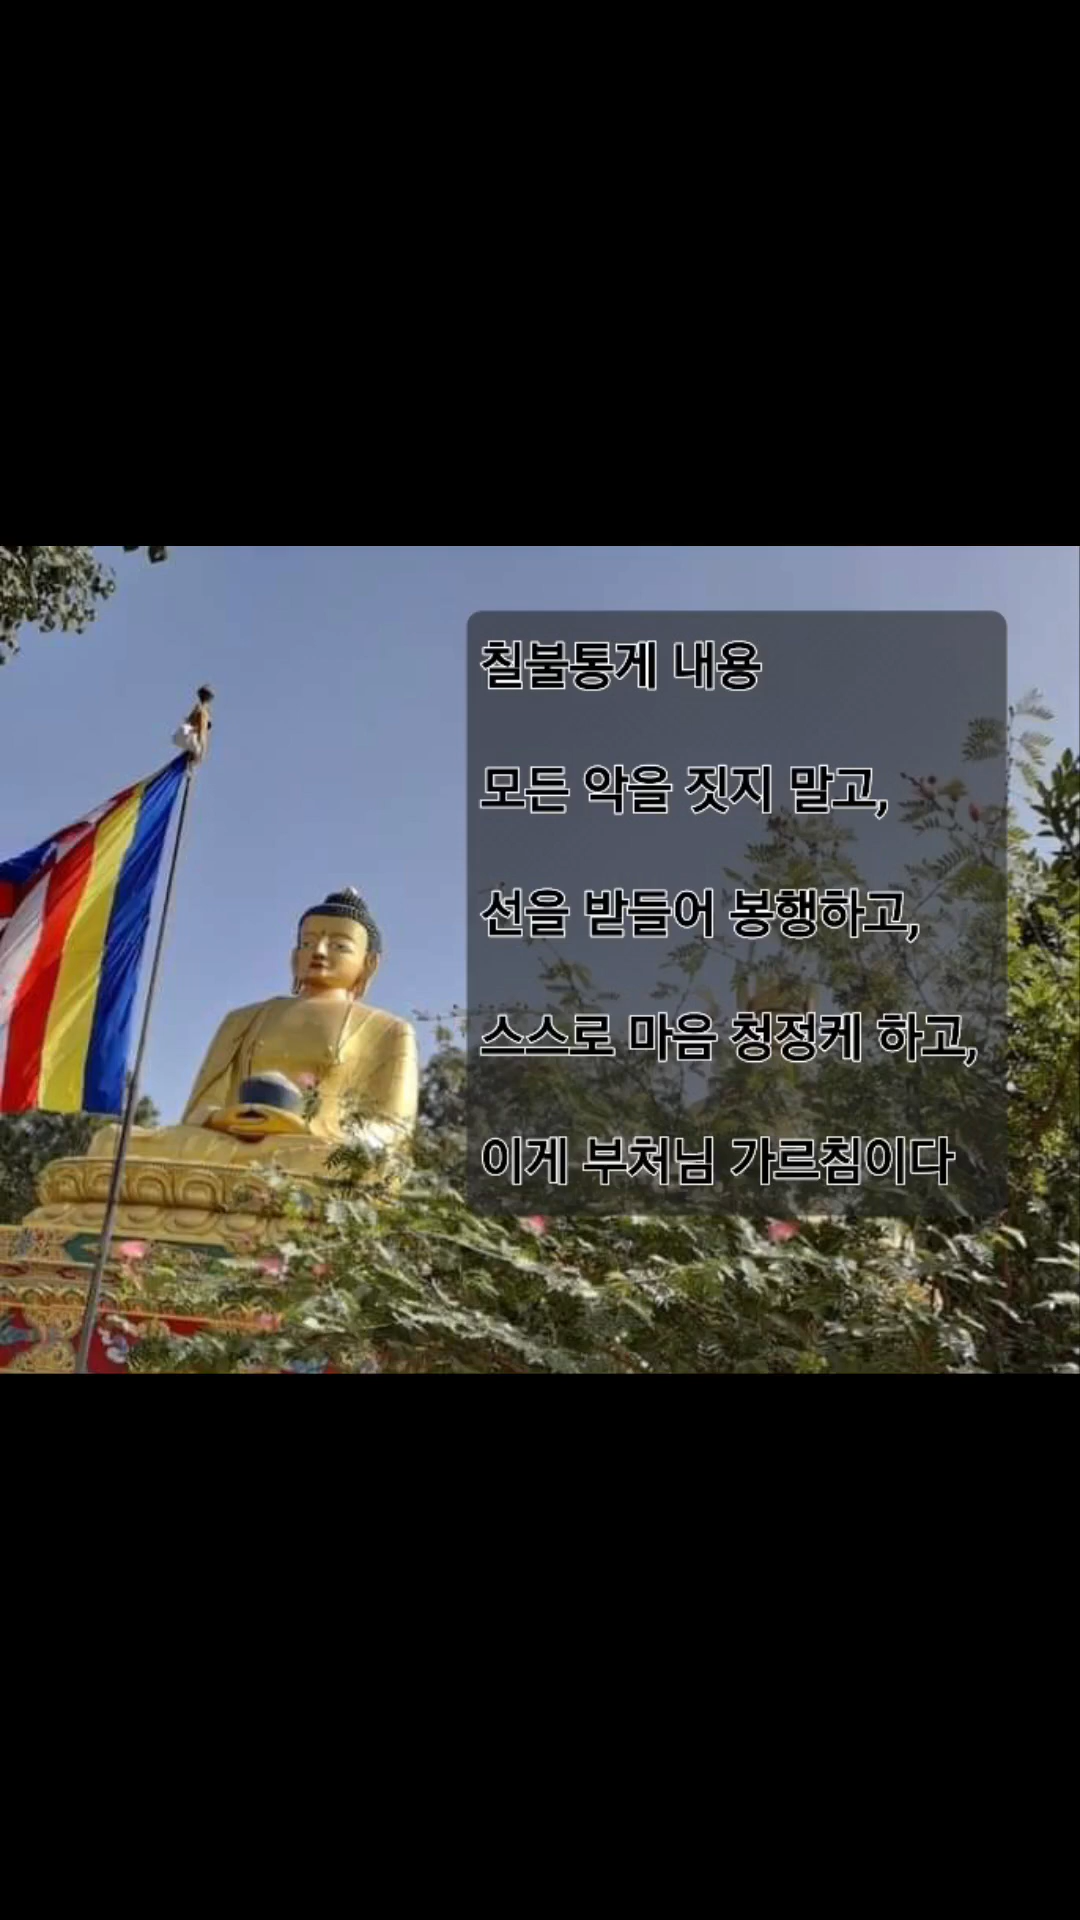 칠불통게 내용
모든 악을 짓지 말고,
선을 받들어 봉행하고,
스스로 마음 청정케 하고,
이게 부처님 가르침이다